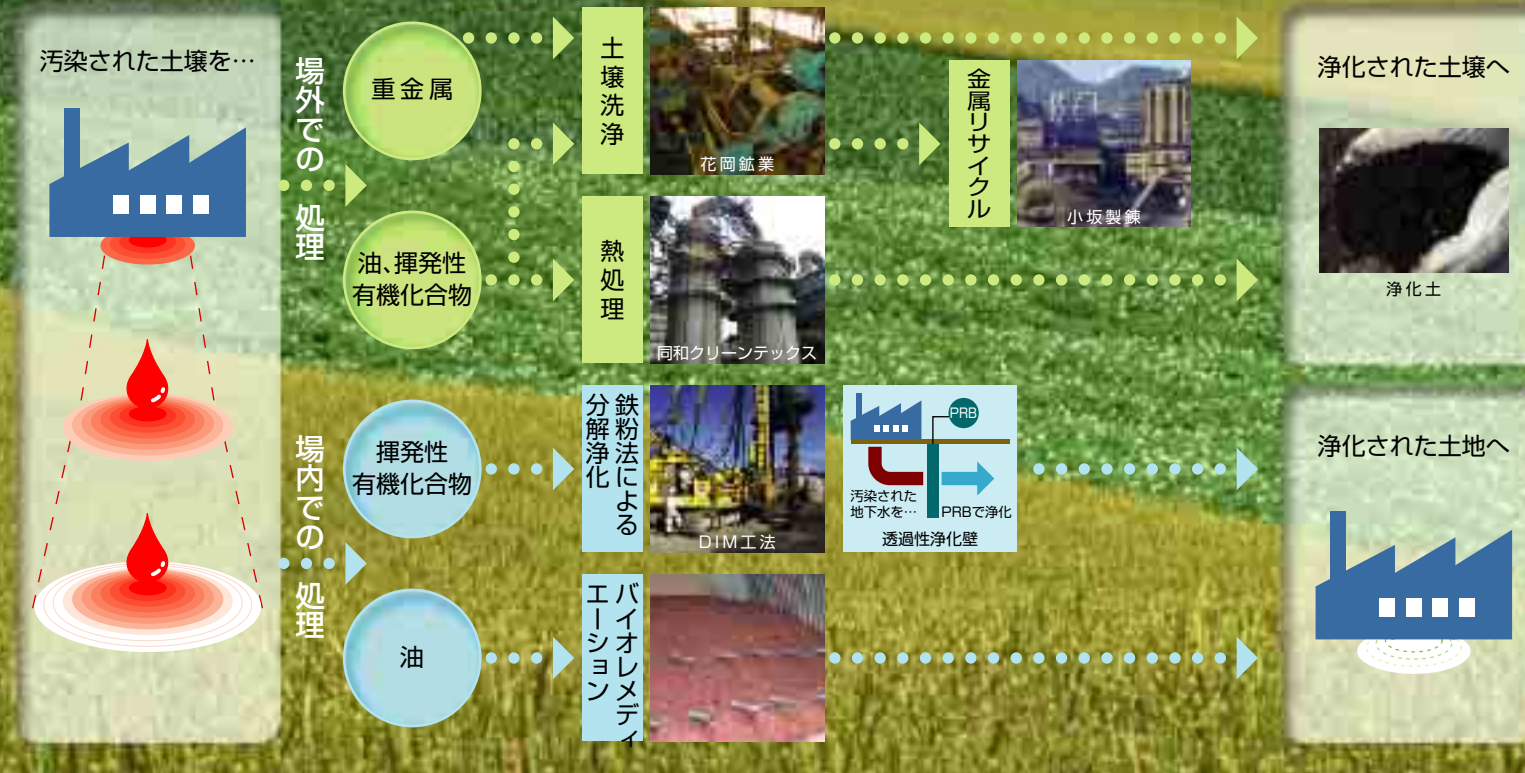 汚染された土壌を…
場外での処理
重金属
土壌洗浄
花岡鉱業
金属リサイクル
小坂製錬
油、揮発性
有機化合物
熱処理
同和クリーンテックス
浄化された土壌へ
浄化土
場内での処理
揮発性
有機化合物
鉄粉法による
分解浄化
DIM工法
PRB
汚染された
地下水を…
PRBで浄化
透過性浄化壁
油
バイオレメディ
エーション
浄化された土地へ